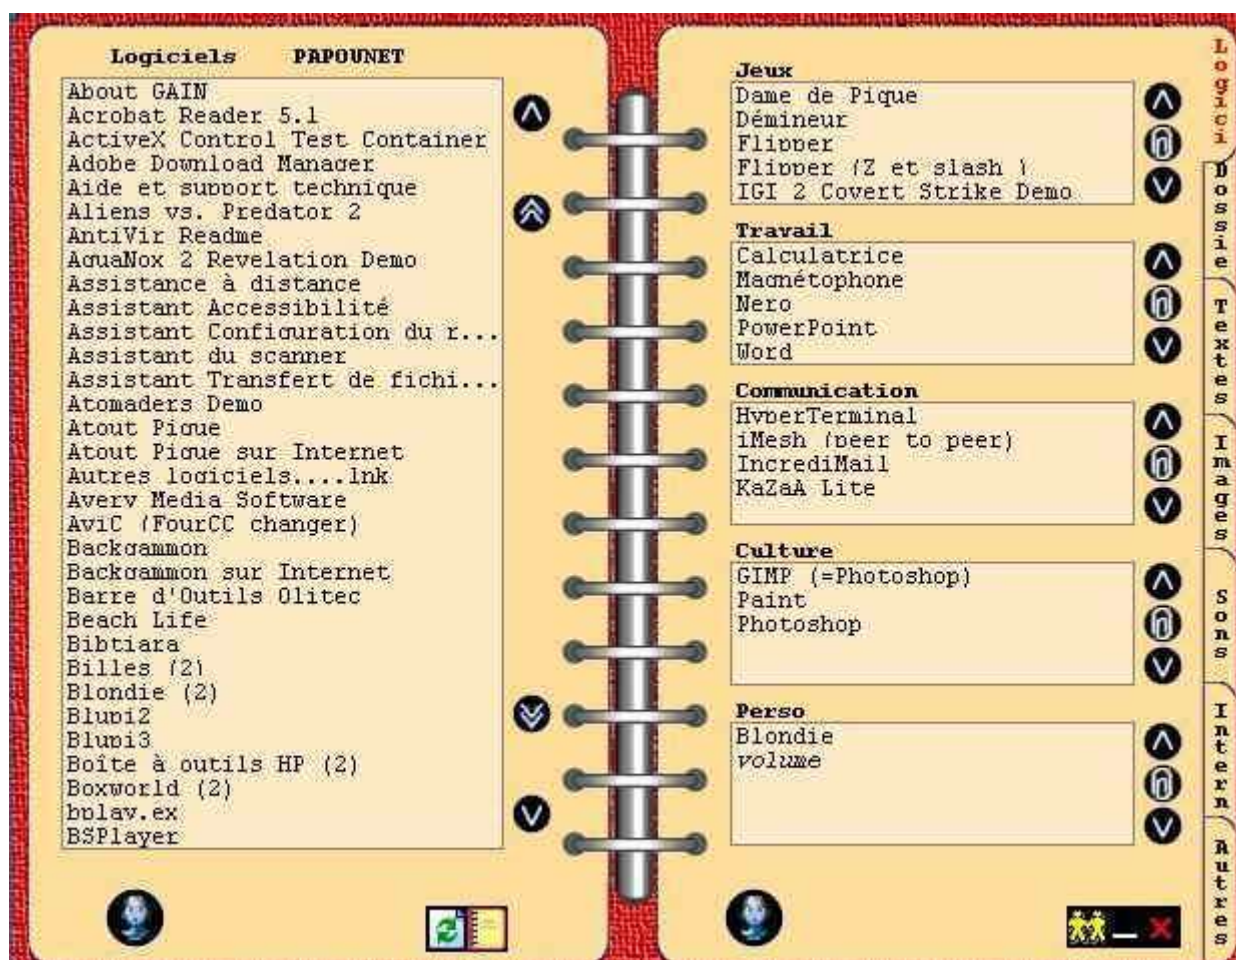 Logiciels PAPOUNET
About GAIN
Acrobat Reader 5.1
ActiveX Control Test Container
Adobe Download Manager
Aide et support technique
Aliens vs. Predator 2
AntiVir Readme
AquaNox 2 Revelation Demo
Assistance à distance
Assistant Accessibilité
Assistant Configuration du r...
Assistant du scanner
Assistant Transfert de fichi...
Atomaders Demo
Atout Pique
Atout Pique sur Internet
Autres logiciels....lnk
Avery Media Software
AviC (FourCC changer)
Backgammon
Backgammon sur Internet
Barre d'Outils Olitec
Beach Life
Bibtiara
Billes (2)
Blondie (2)
Blupi2
Blupi3
Boîte à outils HP (2)
Boxworld (2)
bplay.ex
BSPlayer
Jeux
Dame de Pique
Démineur
Flipper
Flipper (Z et slash )
IGI 2 Covert Strike Demo
Travail
Calculatrice
Magnétophone
Nero
PowerPoint
Word
Communication
HyperTerminal
iMesh (peer to peer)
IncrediMail
KaZaA Lite
Culture
GIMP (=Photoshop)
Paint
Photoshop
Perso
Blondie
volume
Logici
Dossie
Textes
Images
Sons
Intern
Autres